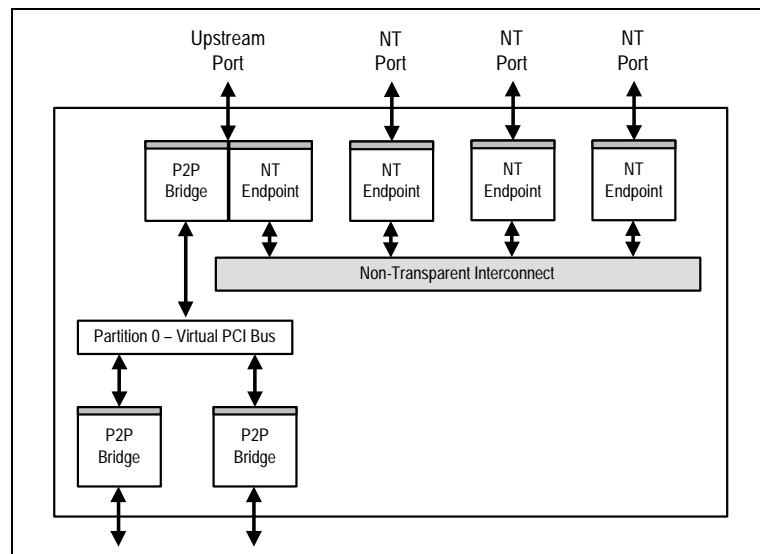 Upstream
Port
NT
Port
NT
Port
NT
Port
P2P
Bridge
NT
Endpoint
NT
Endpoint
NT
Endpoint
NT
Endpoint
Non-Transparent Interconnect
Partition 0 – Virtual PCI Bus
P2P
Bridge
P2P
Bridge